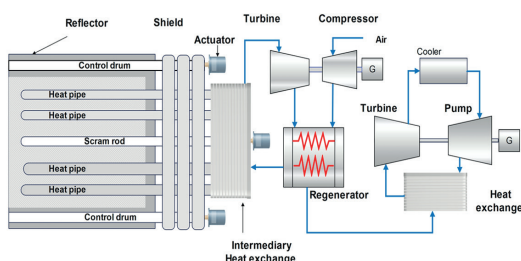 Reflector
Shield
Turbine
Compressor
Actuator
Air
Control drum
G
Cooler
Heat pipe
Turbine
Pump
Heat pipe
Scram rod
G
Heat pipe
Regenerator
Heat pipe
Heat
exchange
Control drum
Intermediary
Heat exchange